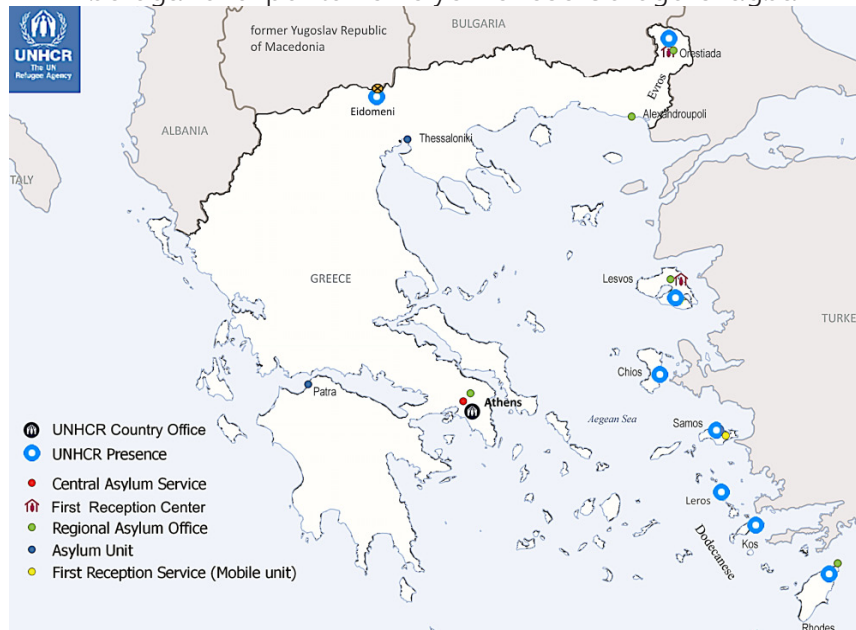 UNHCR
The UN
Refugee Agency
former Yugoslav Republic
of Macedonia
BULGARIA
Orestiada
Evros
Eidomeni
Alexandroupoli
ALBANIA
Thessaloniki
TALY
GREECE
Lesvos
TURKE
Chios
Patra
Athens
Aegean Sea
Samos
Leros
Kos
Dodecanese
Rhodes
UNHCR Country Office
UNHCR Presence
Central Asylum Service
First Reception Center
Regional Asylum Office
Asylum Unit
First Reception Service (Mobile unit)